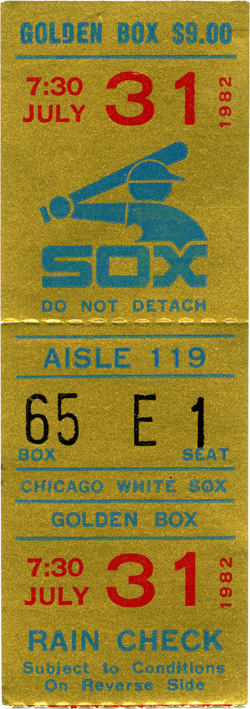 GOLDEN BOX $9.00
7:30
JULY 31 1982
SOX
DO NOT DETACH
AISLE 119
65 E 1
BOX SEAT
CHICAGO WHITE SOX
GOLDEN BOX
7:30
JULY 31 1982
RAIN CHECK
Subject to Conditions
On Reverse Side